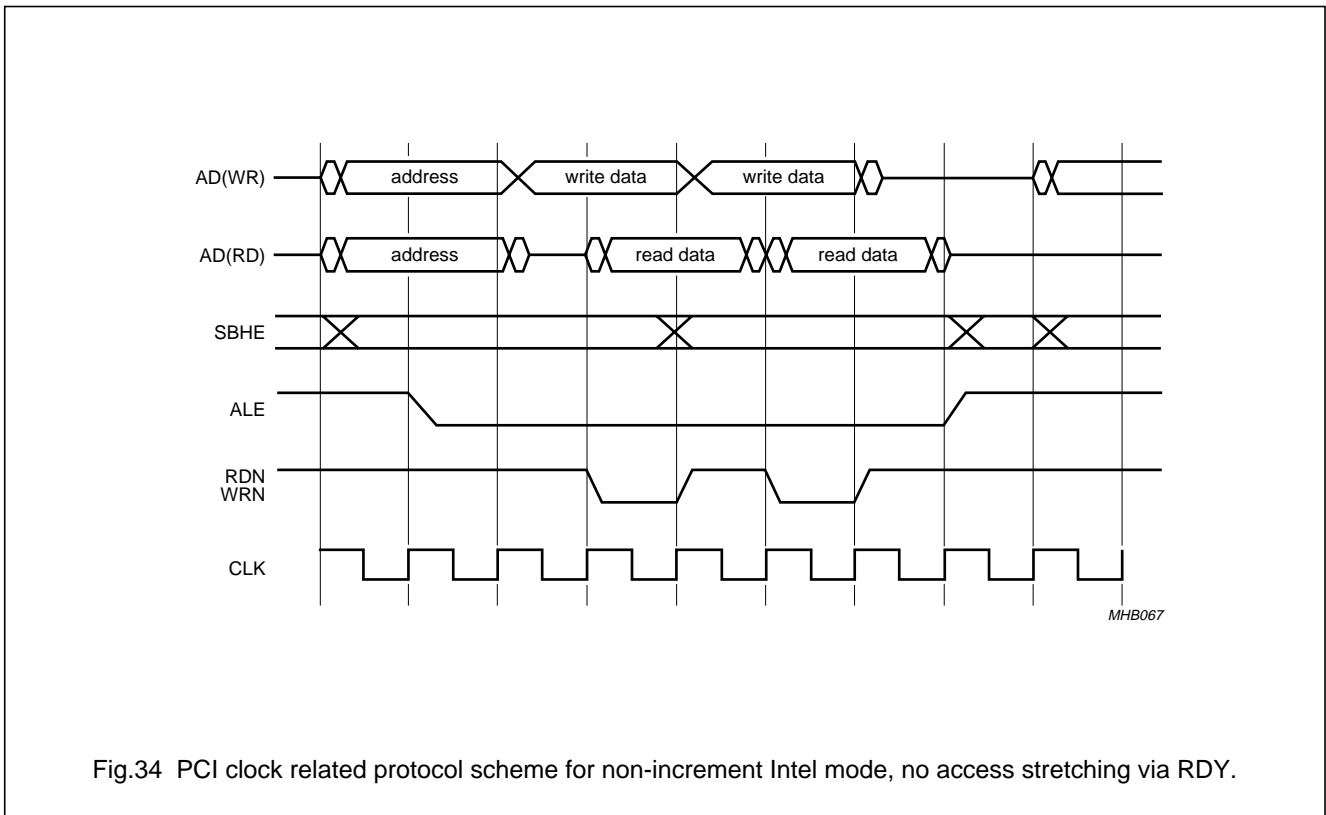 AD(WR) address write data write data
AD(RD) address read data read data
SBHE
ALE
RDN
WRN
CLK
MHB067
Fig.34 PCI clock related protocol scheme for non-increment Intel mode, no access stretching via RDY.